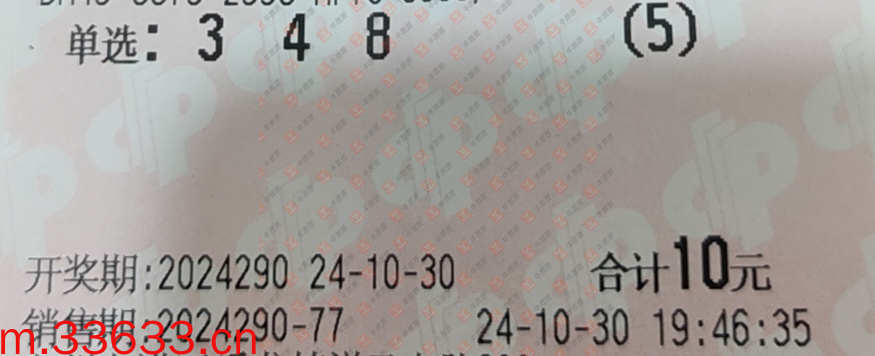 单选: 3 4 8 (5)
开奖期:2024290 24-10-30 合计10元
销售期:2024290-77 24-10-30 19:46:35
m.33633.cn